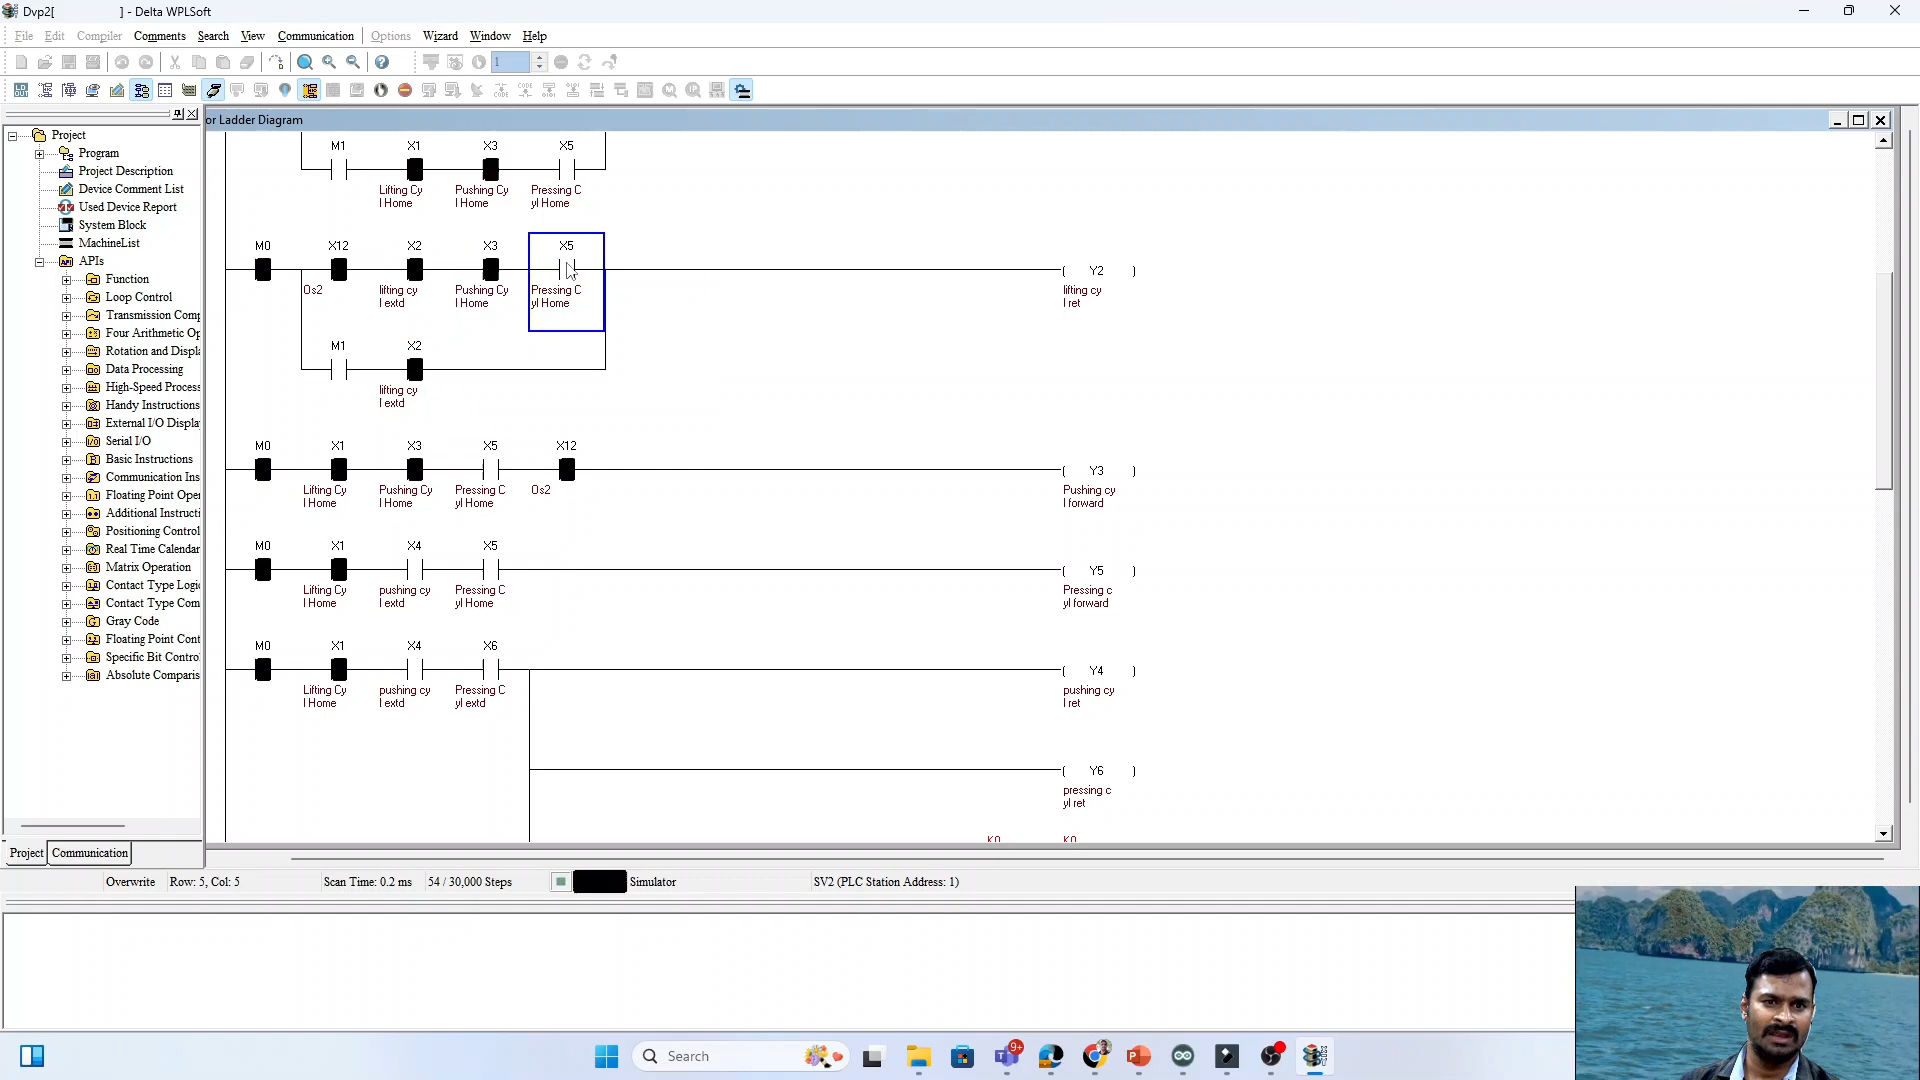 Dvp2[ ] - Delta WPLSoft
File Edit Compiler Comments Search View Communication Options Wizard Window Help
1
or Ladder Diagram
Project
Program
Project Description
Device Comment List
Used Device Report
System Block
MachineList
APIs
Function
Loop Control
Transmission Comp
Four Arithmetic Op
Rotation and Displa
Data Processing
High-Speed Process
Handy Instructions
External I/O Display
Serial I/O
Basic Instructions
Communication Ins
Floating Point Oper
Additional Instructi
Positioning Control
Real Time Calendar
Matrix Operation
Contact Type Logic
Contact Type Com
Gray Code
Floating Point Cont
Specific Bit Control
Absolute Comparis
Project Communication
M1 X1 X3 X5
Lifting Cy Pushing Cy Pressing C
l Home l Home yl Home
M0 X12 X2 X3 X5
( Y2 )
Os2 lifting cy Pushing Cy Pressing C lifting cy
l extd l Home yl Home l ret
M1 X2
lifting cy
l extd
M0 X1 X3 X5 X12
( Y3 )
Lifting Cy Pushing Cy Pressing C Os2 Pushing cy
l Home l Home yl Home l forward
M0 X1 X4 X5
( Y5 )
Lifting Cy pushing cy Pressing C Pressing c
l Home l extd yl Home yl forward
M0 X1 X4 X6
( Y4 )
Lifting Cy pushing cy Pressing C pushing cy
l Home l extd yl extd l ret
( Y6 )
pressing c
yl ret
K0 K0
Overwrite Row: 5, Col: 5 Scan Time: 0.2 ms 54 / 30,000 Steps Simulator SV2 (PLC Station Address: 1)
Search
9+